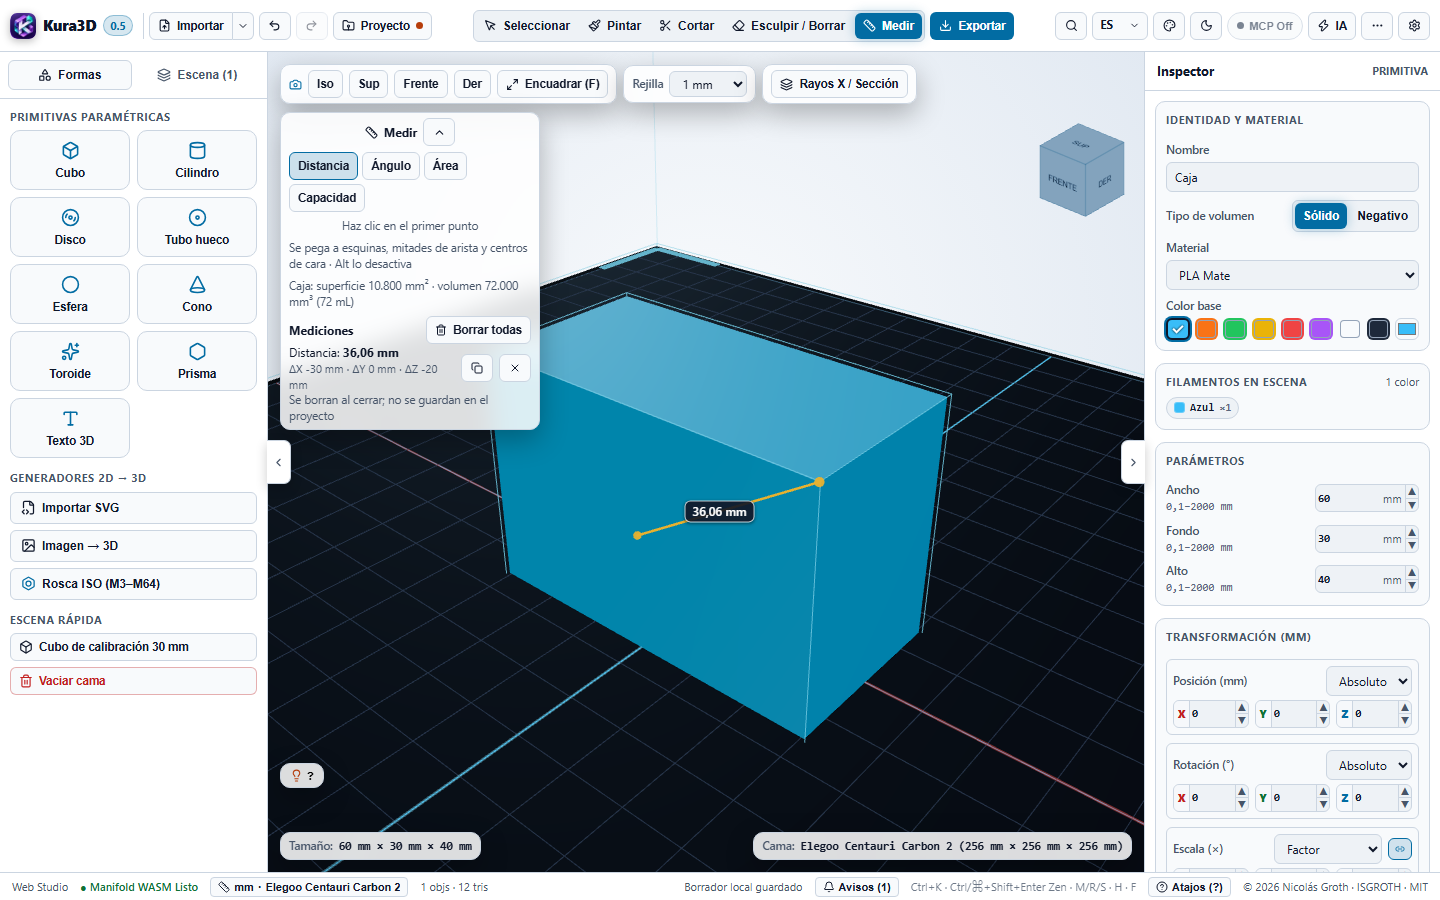 Kura3D 0.5 Importar Proyecto Seleccionar Pintar Cortar Esculpir / Borrar Medir Exportar ES MCP Off IA
Formas Escena (1)
PRIMITIVAS PARAMÉTRICAS
Cubo Cilindro
Disco Tubo hueco
Esfera Cono
Toroide Prisma
Texto 3D
GENERADORES 2D → 3D
Importar SVG
Imagen → 3D
Rosca ISO (M3–M64)
ESCENA RÁPIDA
Cubo de calibración 30 mm
Vaciar cama
Iso Sup Frente Der Encuadrar (F) Rejilla 1 mm Rayos X / Sección
Medir
Distancia Ángulo Área
Capacidad
Haz clic en el primer punto
Se pega a esquinas, mitades de arista y centros
de cara · Alt lo desactiva
Caja: superficie 10.800 mm² · volumen 72.000
mm³ (72 mL)
Mediciones Borrar todas
Distancia: 36,06 mm
ΔX -30 mm · ΔY 0 mm · ΔZ -20
mm
Se borran al cerrar; no se guardan en el
proyecto
SUP
FRENTE DER
36,06 mm
?
Tamaño: 60 mm × 30 mm × 40 mm
Cama: Elegoo Centauri Carbon 2 (256 mm × 256 mm × 256 mm)
Inspector PRIMITIVA
IDENTIDAD Y MATERIAL
Nombre
Caja
Tipo de volumen Sólido Negativo
Material
PLA Mate
Color base
FILAMENTOS EN ESCENA 1 color
Azul ×1
PARÁMETROS
Ancho
0,1–2000 mm
60 mm
Fondo
0,1–2000 mm
30 mm
Alto
0,1–2000 mm
40 mm
TRANSFORMACIÓN (MM)
Posición (mm) Absoluto
X 0 Y 0 Z 0
Rotación (°) Absoluto
X 0 Y 0 Z 0
Escala (×) Factor
Web Studio Manifold WASM Listo mm · Elegoo Centauri Carbon 2 1 objs · 12 tris Borrador local guardado Avisos (1) Ctrl+K · Ctrl/⌘+Shift+Enter Zen · M/R/S · H · F Atajos (?) © 2026 Nicolás Groth · ISGROTH · MIT